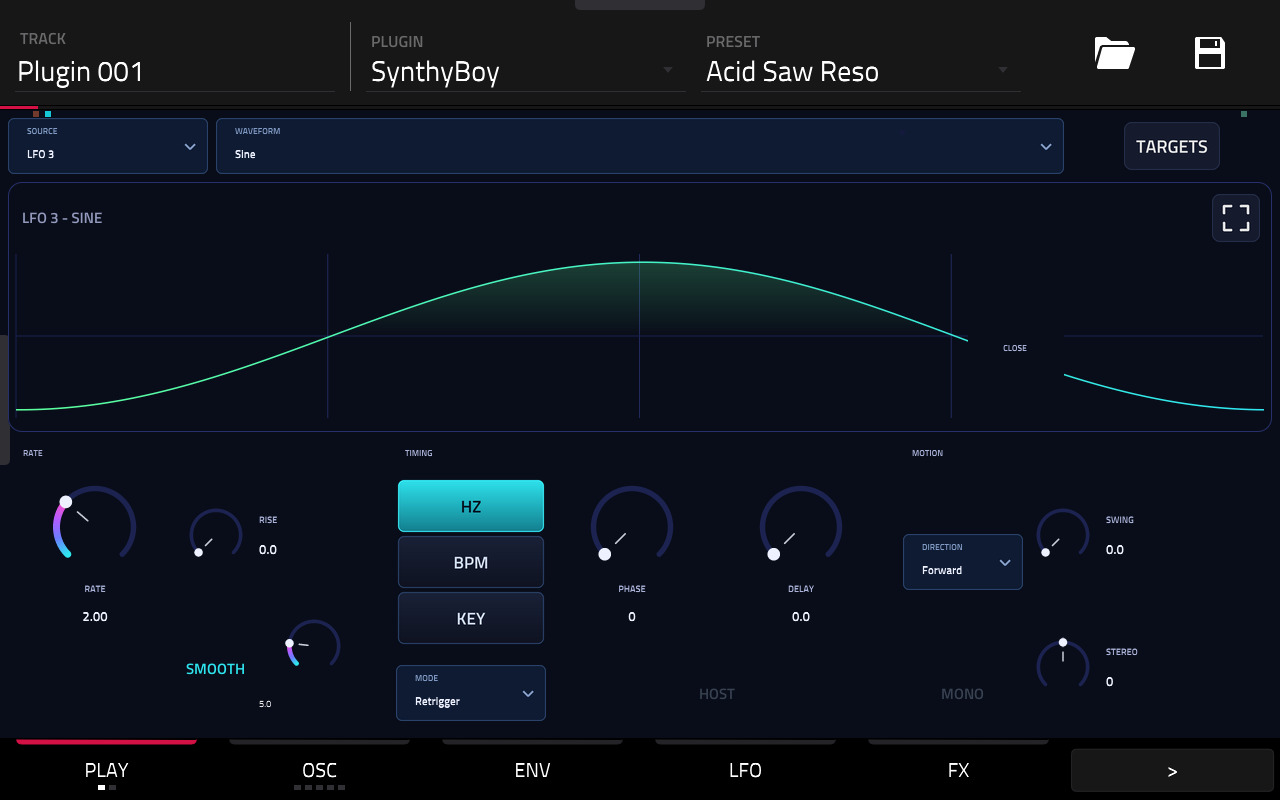 TRACK
Plugin 001
PLUGIN
SynthyBoy
PRESET
Acid Saw Reso
SOURCE
LFO 3
WAVEFORM
Sine
TARGETS
LFO 3 - SINE
CLOSE
RATE
TIMING
MOTION
RISE
0.0
RATE
2.00
SMOOTH
5.0
HZ
BPM
KEY
MODE
Retrigger
PHASE
0
DELAY
0.0
HOST
DIRECTION
Forward
SWING
0.0
STEREO
0
MONO
PLAY
OSC
ENV
LFO
FX
>